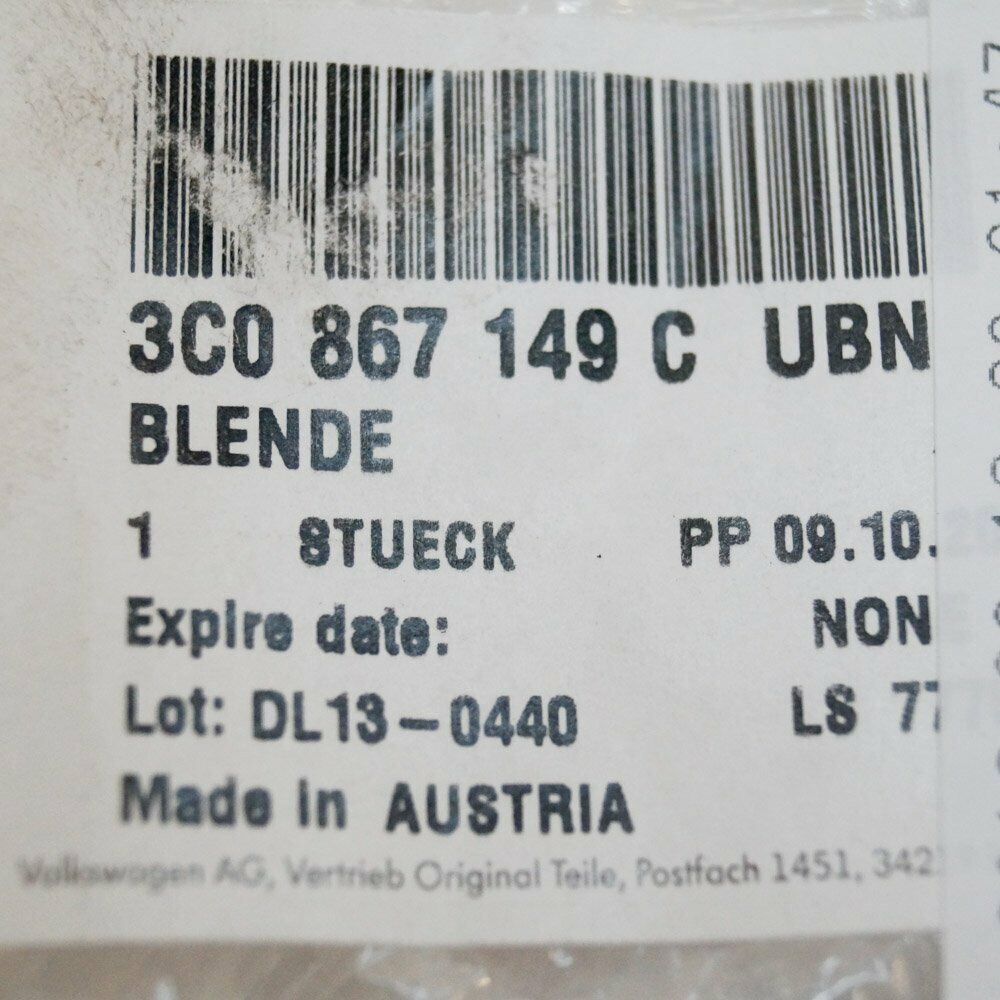 3C0 867 149 C UBN
BLENDE
1 STUECK PP 09.10.
Expire date: NON
Lot: DL13-0440 LS 77
Made in AUSTRIA
Volkswagen AG, Vertrieb Original Teile, Postfach 1451, 342